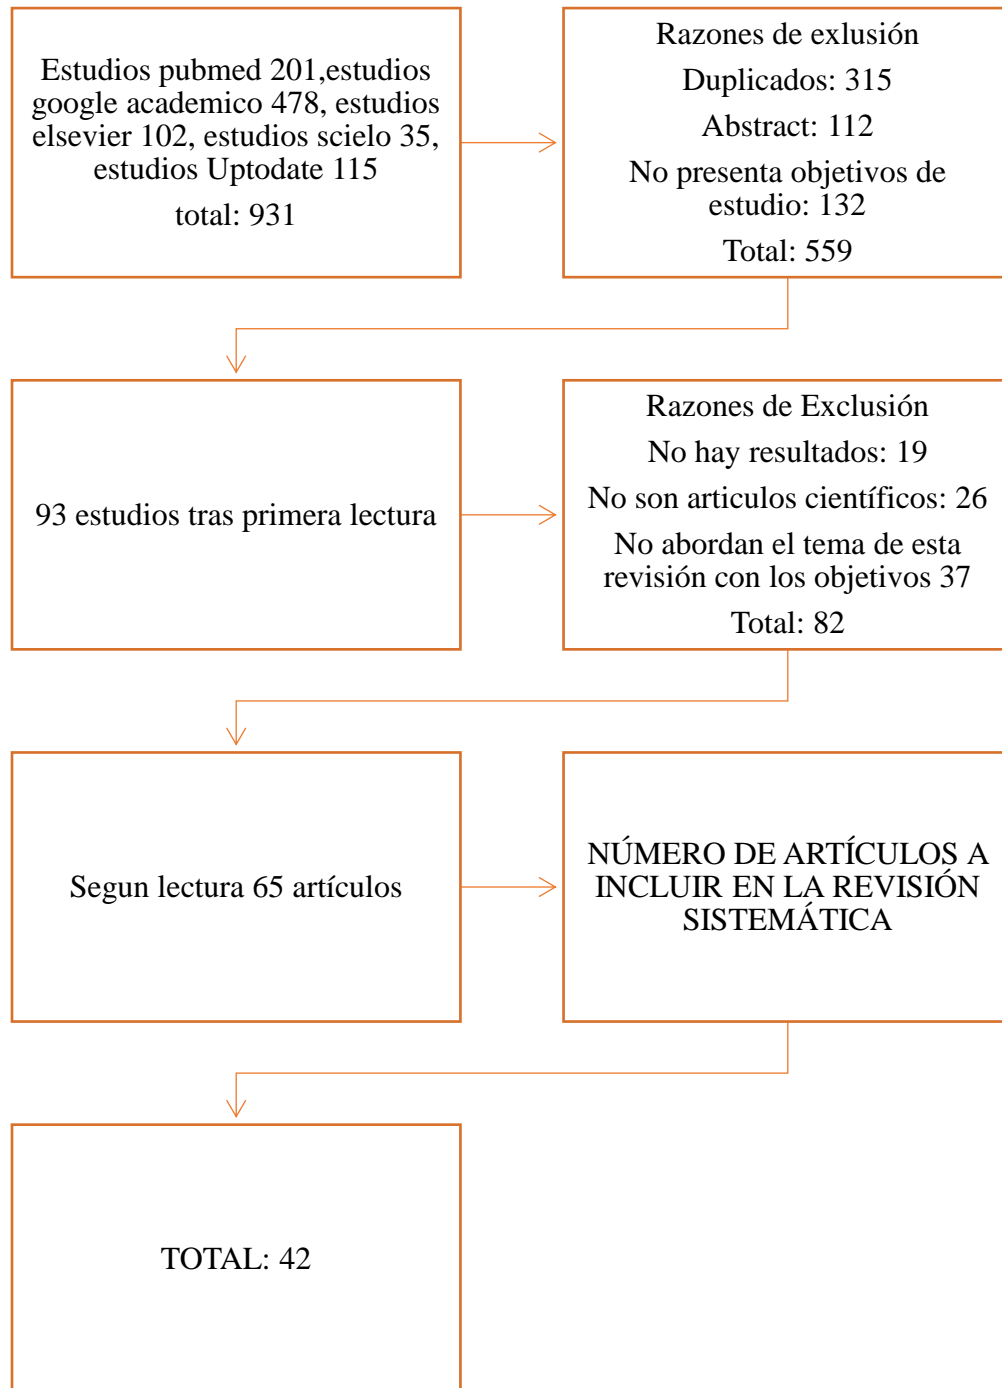 Estudios pubmed 201,estudios
google academico 478, estudios
elsevier 102, estudios scielo 35,
estudios Uptodate 115
total: 931
Razones de exlusión
Duplicados: 315
Abstract: 112
No presenta objetivos de
estudio: 132
Total: 559
93 estudios tras primera lectura
Razones de Exclusión
No hay resultados: 19
No son articulos científicos: 26
No abordan el tema de esta
revisión con los objetivos 37
Total: 82
Segun lectura 65 artículos
NÚMERO DE ARTÍCULOS A
INCLUIR EN LA REVISIÓN
SISTEMÁTICA
TOTAL: 42